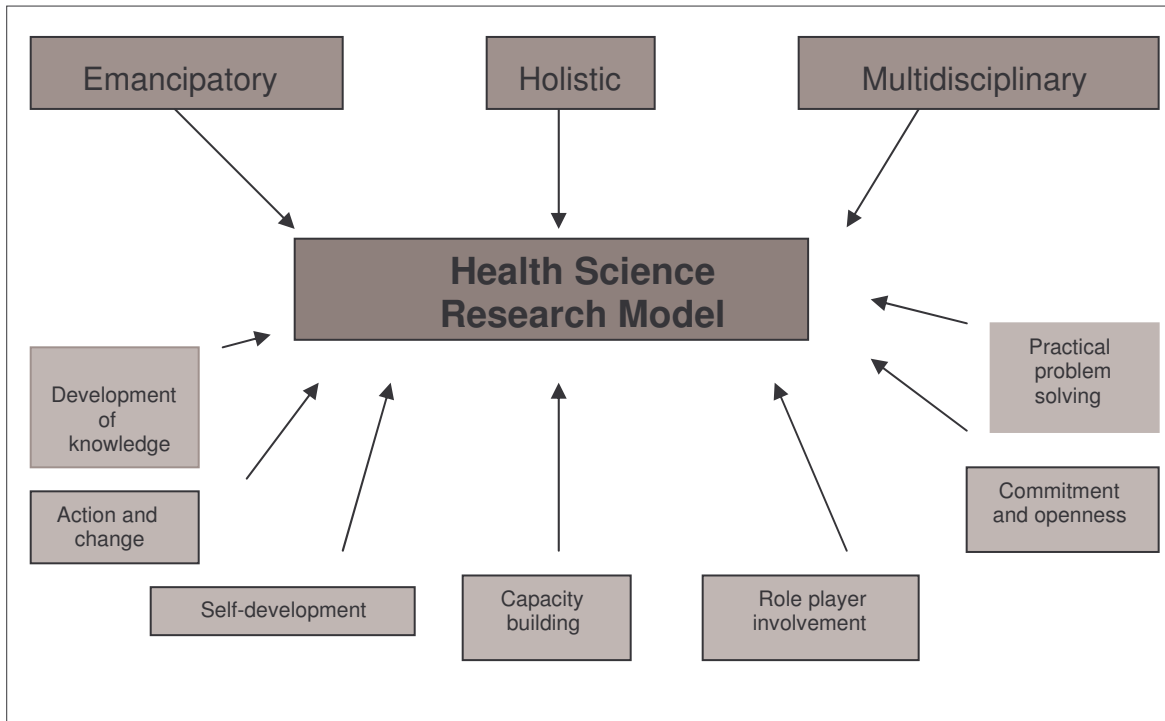 Emancipatory
Holistic
Multidisciplinary
Health Science
Research Model
Development
of
knowledge
Action and
change
Self-development
Capacity
building
Role player
involvement
Practical
problem
solving
Commitment
and openness